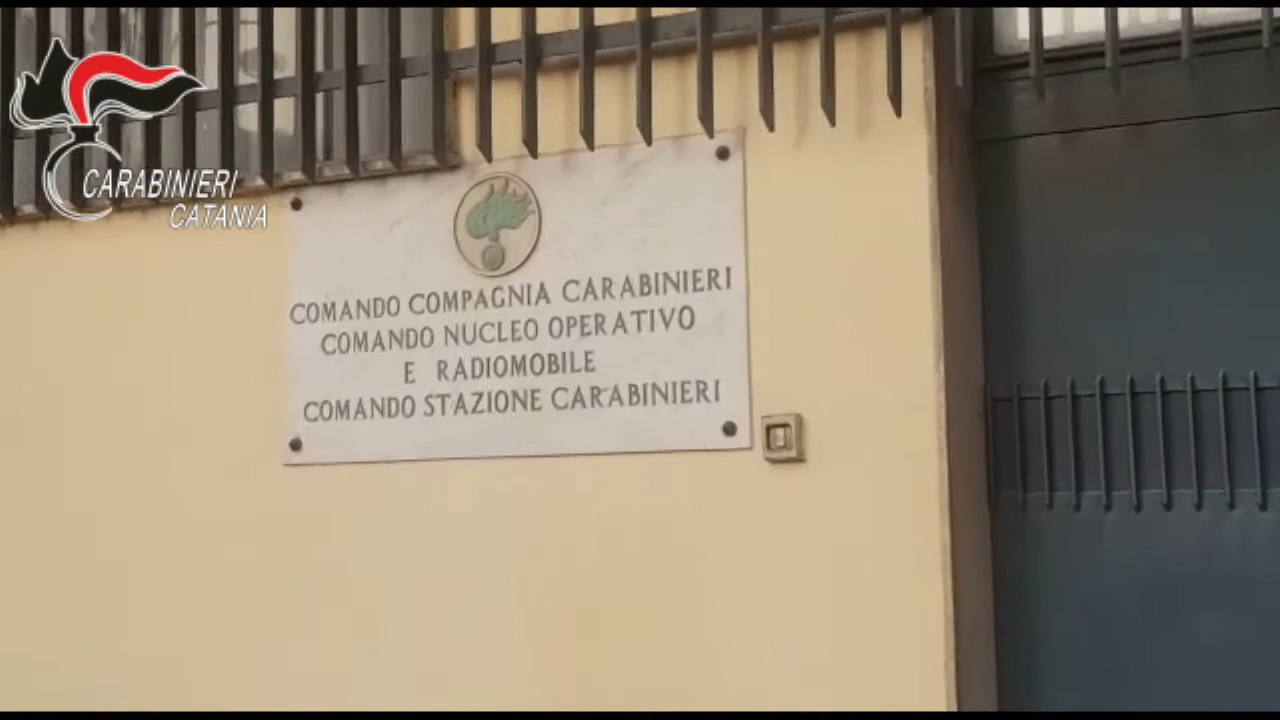 CARABINIERI
CATANIA
COMANDO COMPAGNIA CARABINIERI
COMANDO NUCLEO OPERATIVO
E RADIOMOBILE
COMANDO STAZIONE CARABINIERI